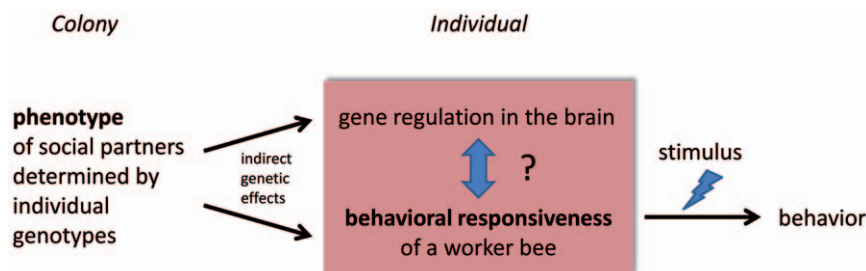 Colony
Individual
phenotype
of social partners
determined by
individual
genotypes
indirect
genetic
effects
gene regulation in the brain
?
behavioral responsiveness
of a worker bee
stimulus
behavior